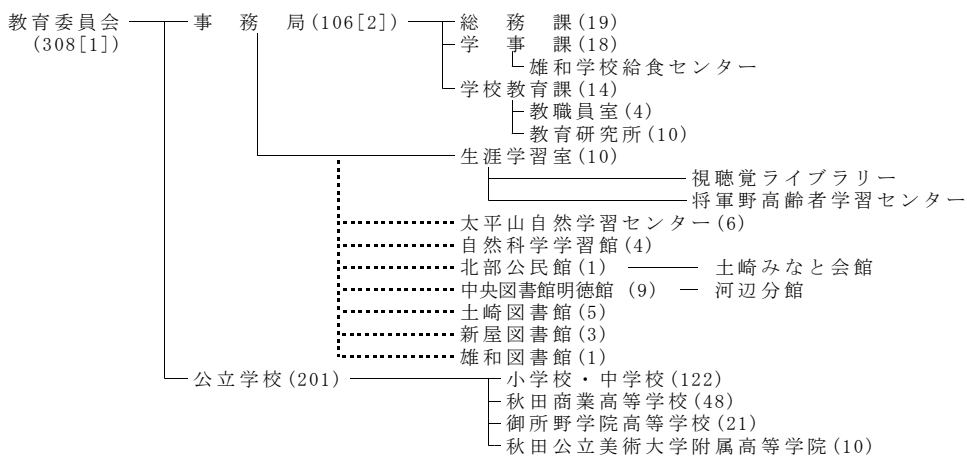 教育委員会 事務局(106[2]) 総務課(19)
(308[1]) 学事課(18)
雄和学校給食センター
学校教育課(14)
教職員室(4)
教育研究所(10)
生涯学習室(10)
視聴覚ライブラリー
将軍野高齢者学習センター
太平山自然学習センター(6)
自然科学学習館(4)
北部公民館(1) 土崎みなと会館
中央図書館明徳館(9) 河辺分館
土崎図書館(5)
新屋図書館(3)
雄和図書館(1)
公立学校(201) 小学校・中学校(122)
秋田商業高等学校(48)
御所野学院高等学校(21)
秋田公立美術大学附属高等学院(10)